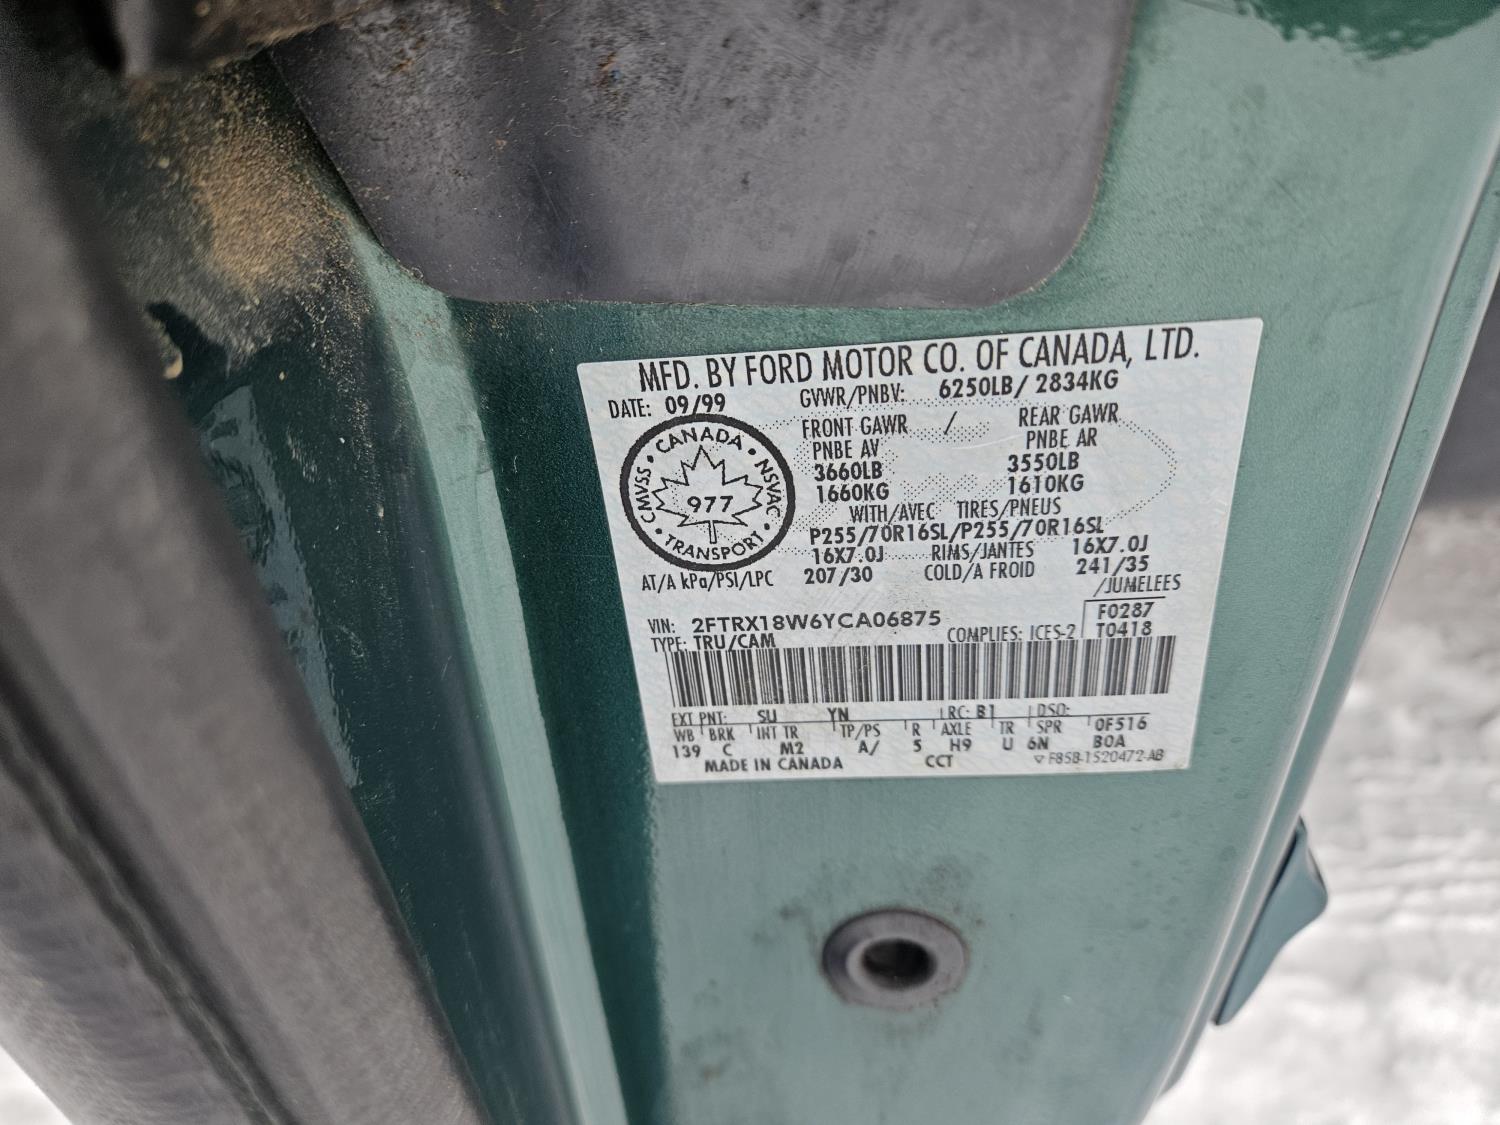 MFD. BY FORD MOTOR CO. OF CANADA, LTD.
DATE: 09/99 GVWR/PNBV: 6250LB/ 2834KG
FRONT GAWR / REAR GAWR
PNBE AV PNBE AR
3660LB 3550LB
1660KG 1610KG
WITH/AVEC TIRES/PNEUS
P255/70R16SL/P255/70R16SL
16X7.0J RIMS/JANTES 16X7.0J
AT/A kPa/PSI/LPC 207/30 COLD/A FROID 241/35
/JUMELEES
CANADA • NSVAC • TRANSPORT • CMVSS •
977
VIN: 2FTRX18W6YCA06875 F0287
TYPE: TRU/CAM COMPLIES: ICES-2 T0418
EXT PNT: SU YN RC: B1 DSO:
WB BRK INT TR TP/PS R AXLE TR SPR 0F516
139 C M2 A/ 5 H9 U 6N BOA
MADE IN CANADA CCT F85B-1520472-AB